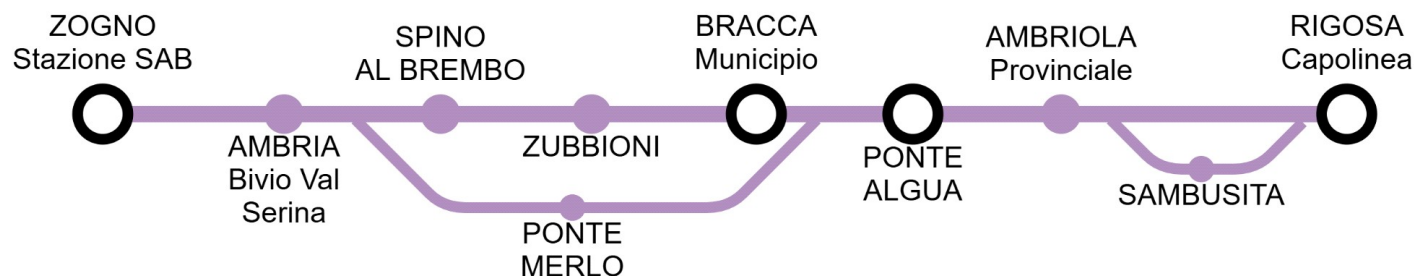 ZOGNO
Stazione SAB
AMBRIA
Bivio Val
Serina
SPINO
AL BREMBO
ZUBBIONI
PONTE
MERLO
BRACCA
Municipio
PONTE
ALGUA
AMBRIOLA
Provinciale
SAMBUSITA
RIGOSA
Capolinea